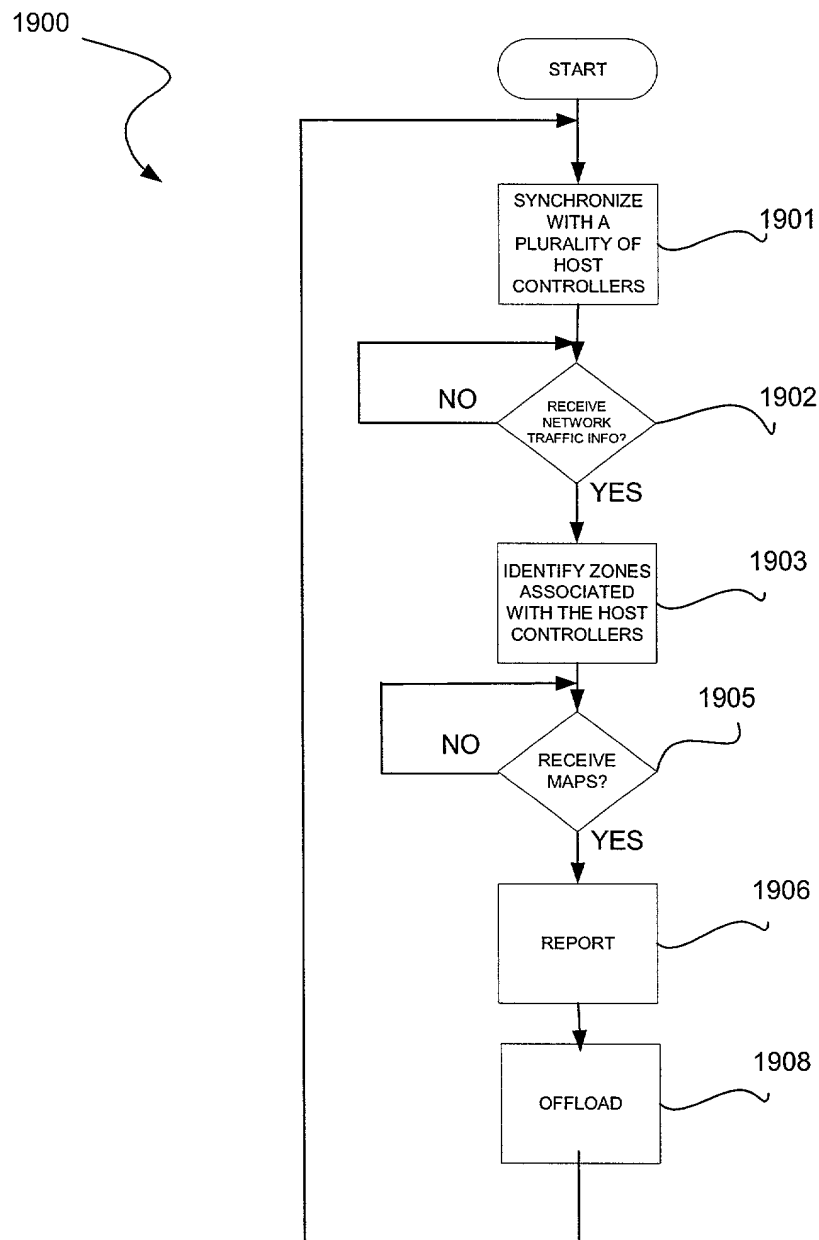 1900
START
SYNCHRONIZE
WITH A
PLURALITY OF
HOST
CONTROLLERS
1901
NO
RECEIVE
NETWORK
TRAFFIC INFO?
1902
YES
IDENTIFY ZONES
ASSOCIATED
WITH THE HOST
CONTROLLERS
1903
NO
RECEIVE
MAPS?
1905
YES
REPORT
1906
OFFLOAD
1908